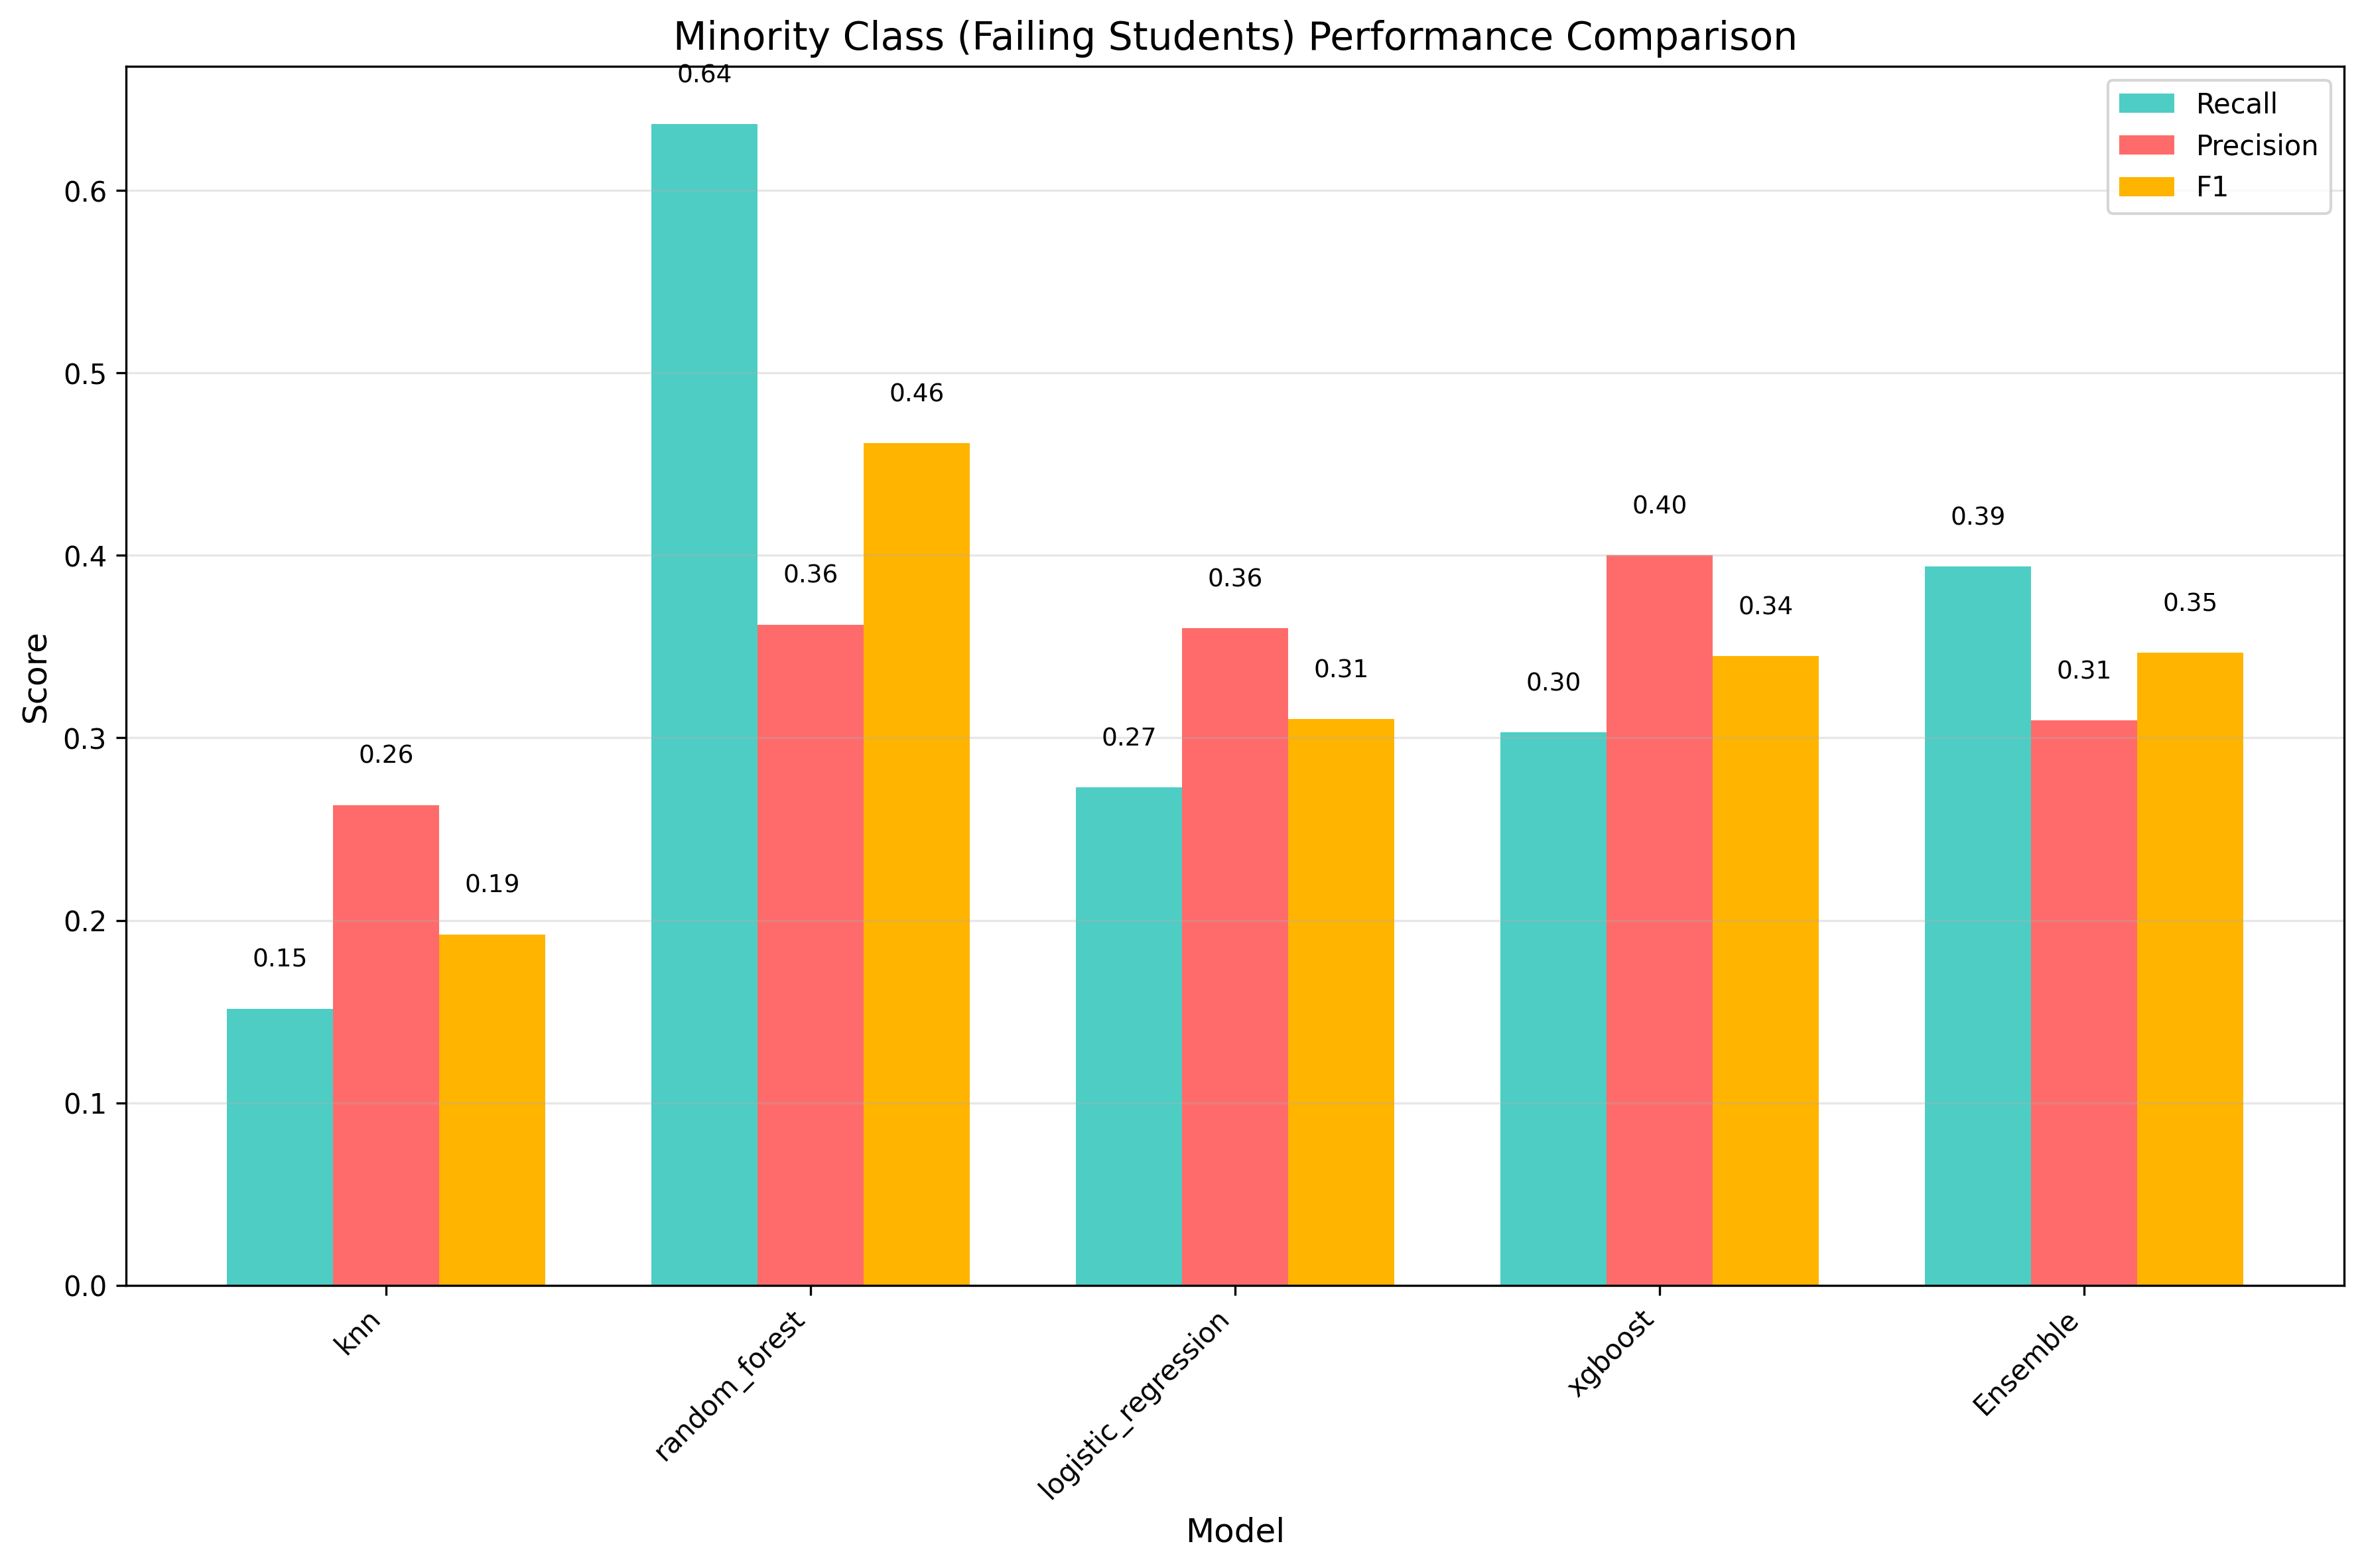 Minority Class (Failing Students) Performance Comparison
0.64
Recall
Precision
F1
0.6
0.5
0.4
0.3
0.2
0.1
0.0
Score
0.15
0.26
0.19
0.36
0.46
0.27
0.36
0.31
0.30
0.40
0.34
0.39
0.31
0.35
knn
random_forest
logistic_regression
xgboost
Ensemble
Model